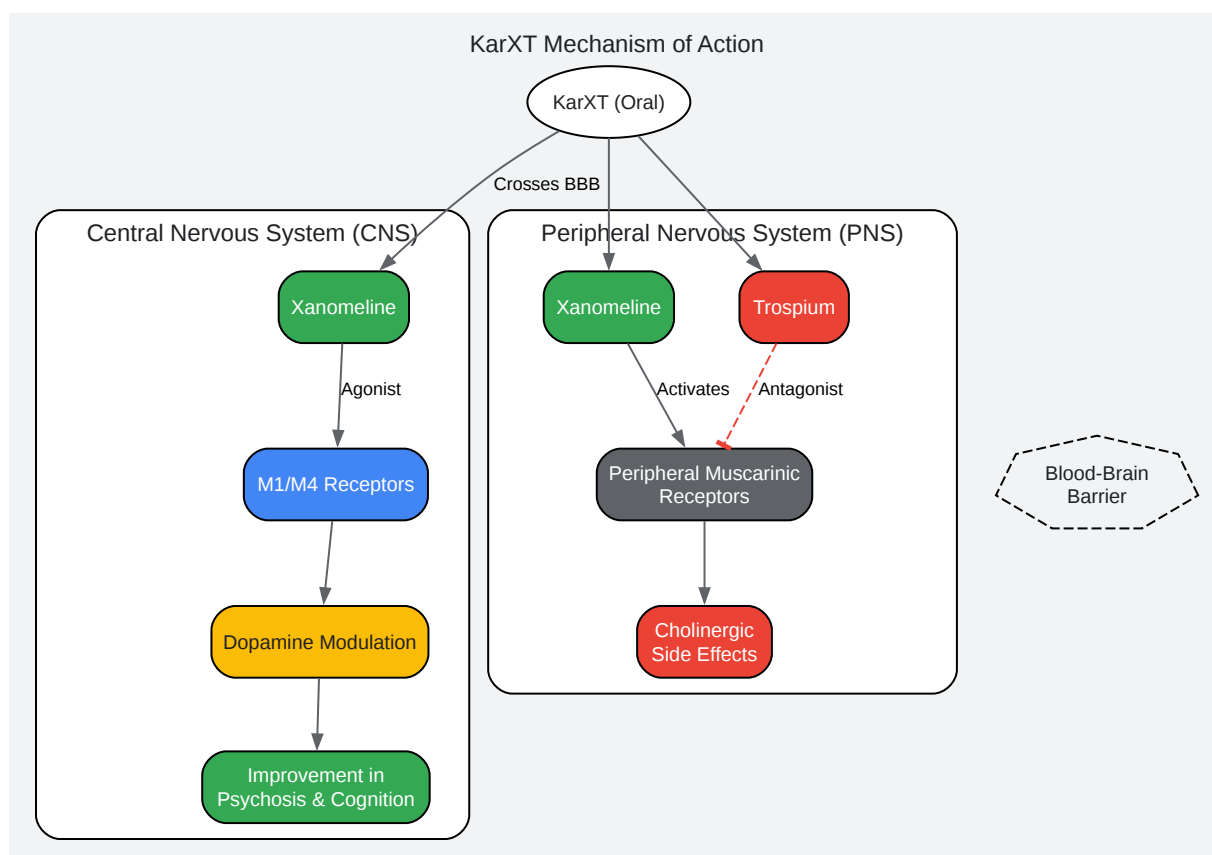 KarXT Mechanism of Action
KarXT (Oral)
Crosses BBB
Central Nervous System (CNS)
Xanomeline
Agonist
M1/M4 Receptors
Dopamine Modulation
Improvement in
Psychosis & Cognition
Peripheral Nervous System (PNS)
Xanomeline
Trospium
Activates
Antagonist
Peripheral Muscarinic
Receptors
Cholinergic
Side Effects
Blood-Brain
Barrier